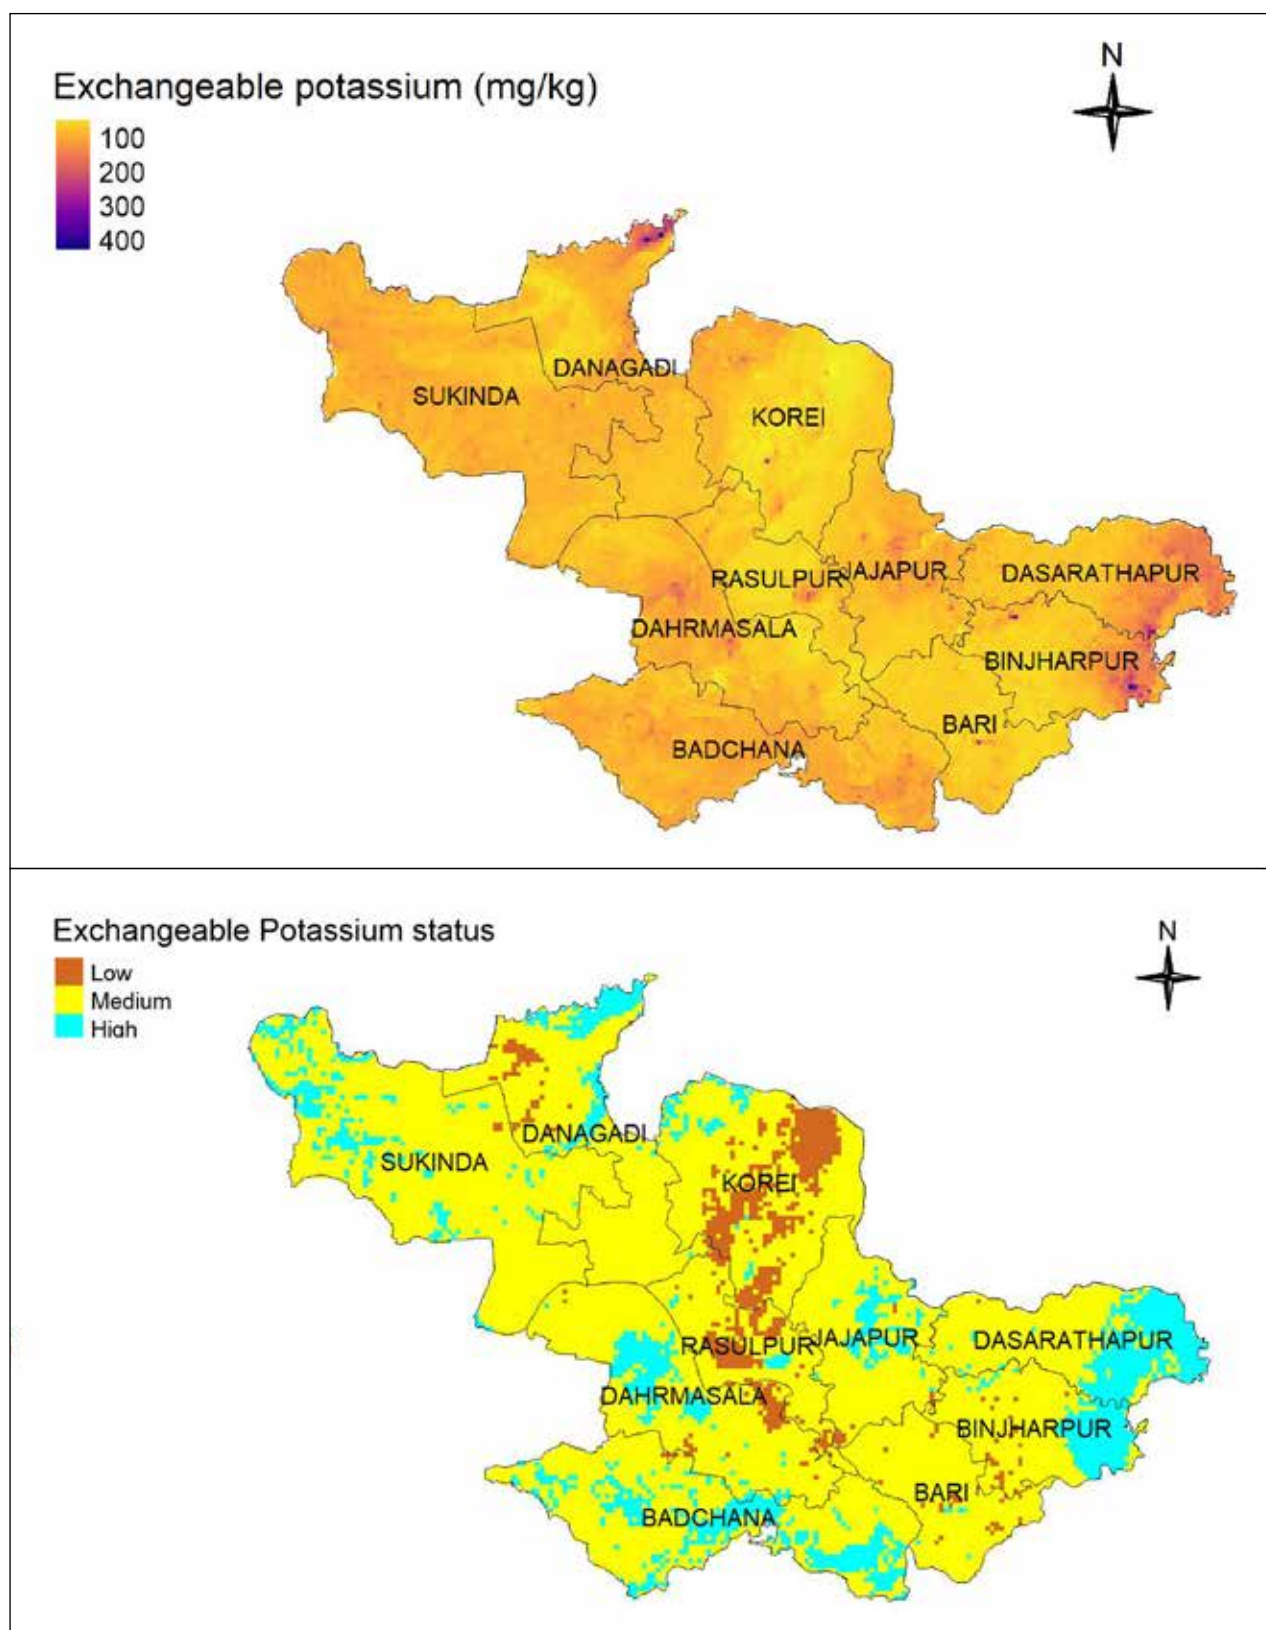 Exchangeable potassium (mg/kg)
N
100
200
300
400
DANAGADI
SUKINDA
KOREI
RASULPUR
JAJAPUR
DASARATHAPUR
DAHRMASALA
BINJHARPUR
BARI
BADCHANA
Exchangeable Potassium status
N
Low
Medium
High
DANAGADI
SUKINDA
KOREI
RASULPUR
JAJAPUR
DASARATHAPUR
DAHRMASALA
BINJHARPUR
BARI
BADCHANA